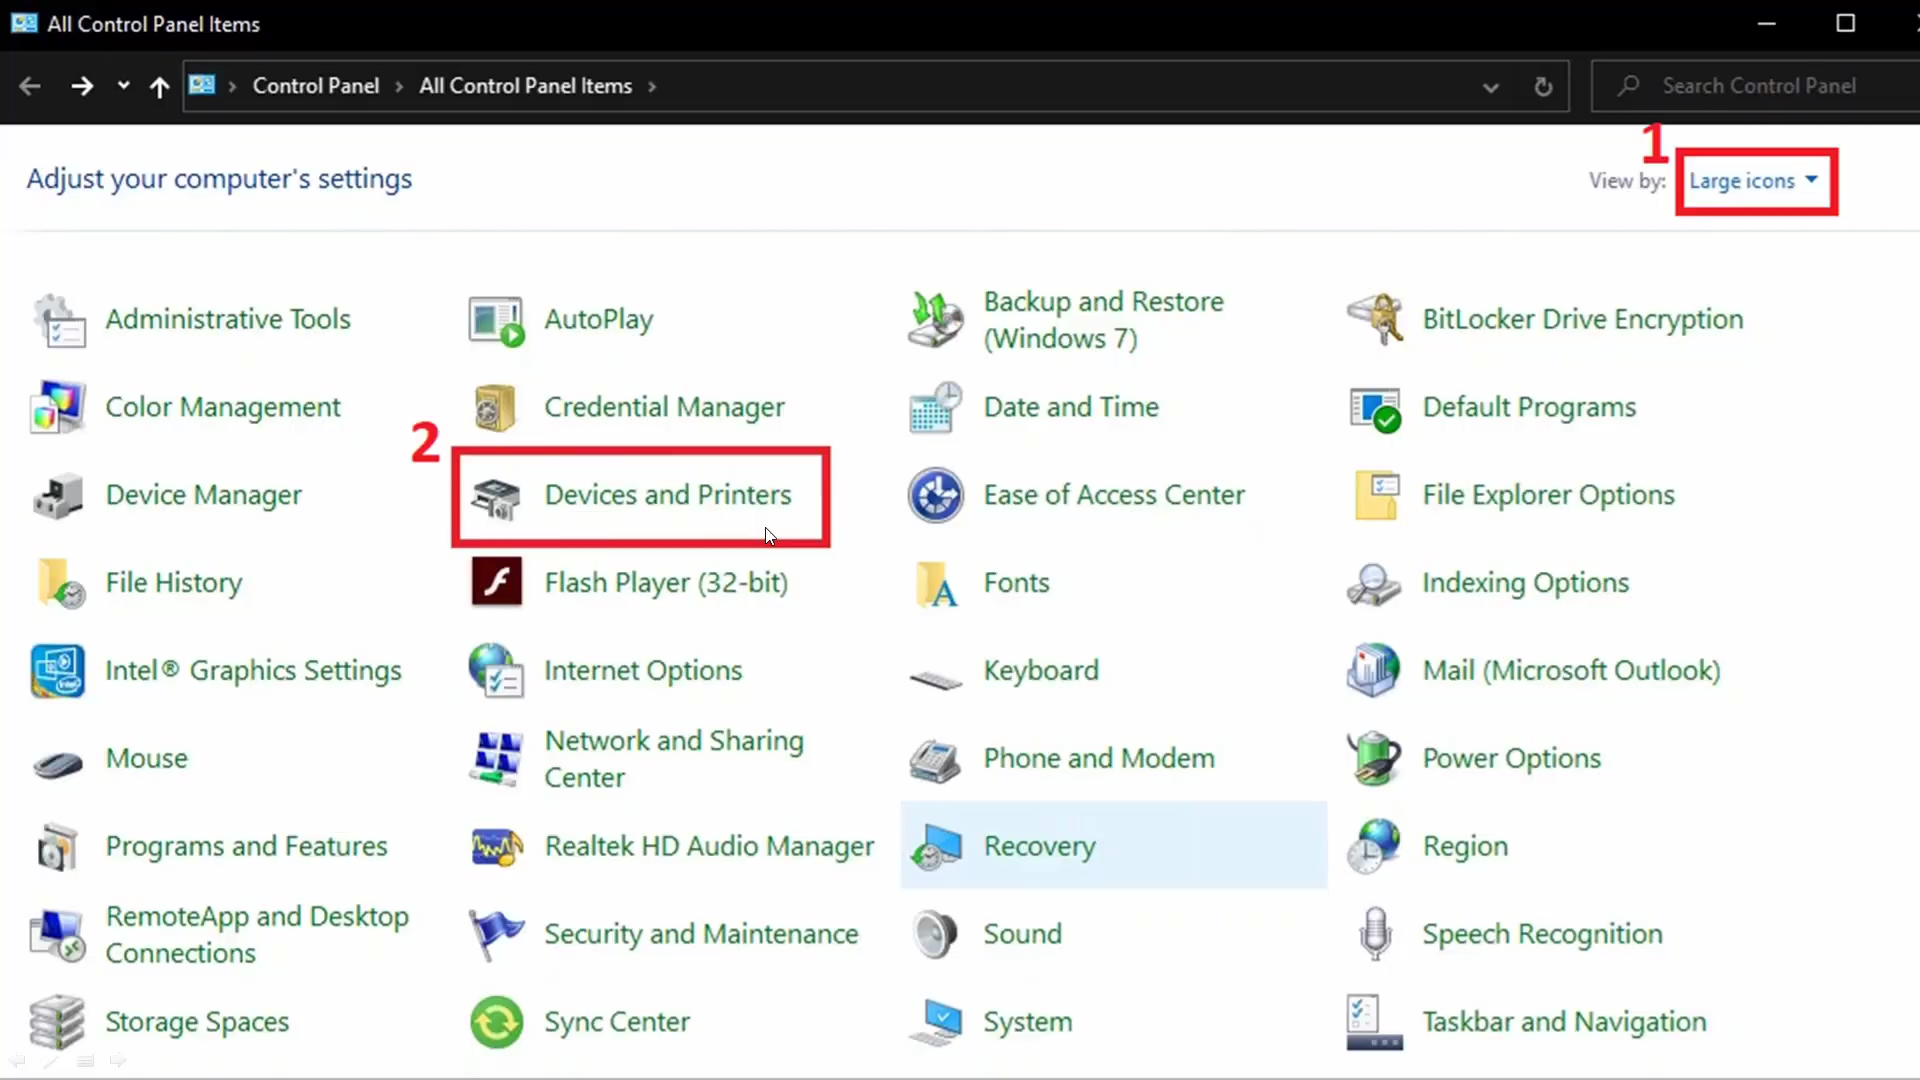 All Control Panel Items
Control Panel > All Control Panel Items >
Search Control Panel
1
Adjust your computer's settings
View by: Large icons
Administrative Tools
AutoPlay
Backup and Restore
(Windows 7)
BitLocker Drive Encryption
Color Management
Credential Manager
Date and Time
Default Programs
2
Device Manager
Devices and Printers
Ease of Access Center
File Explorer Options
File History
Flash Player (32-bit)
Fonts
Indexing Options
Intel® Graphics Settings
Internet Options
Keyboard
Mail (Microsoft Outlook)
Mouse
Network and Sharing
Center
Phone and Modem
Power Options
Programs and Features
Realtek HD Audio Manager
Recovery
Region
RemoteApp and Desktop
Connections
Security and Maintenance
Sound
Speech Recognition
Storage Spaces
Sync Center
System
Taskbar and Navigation